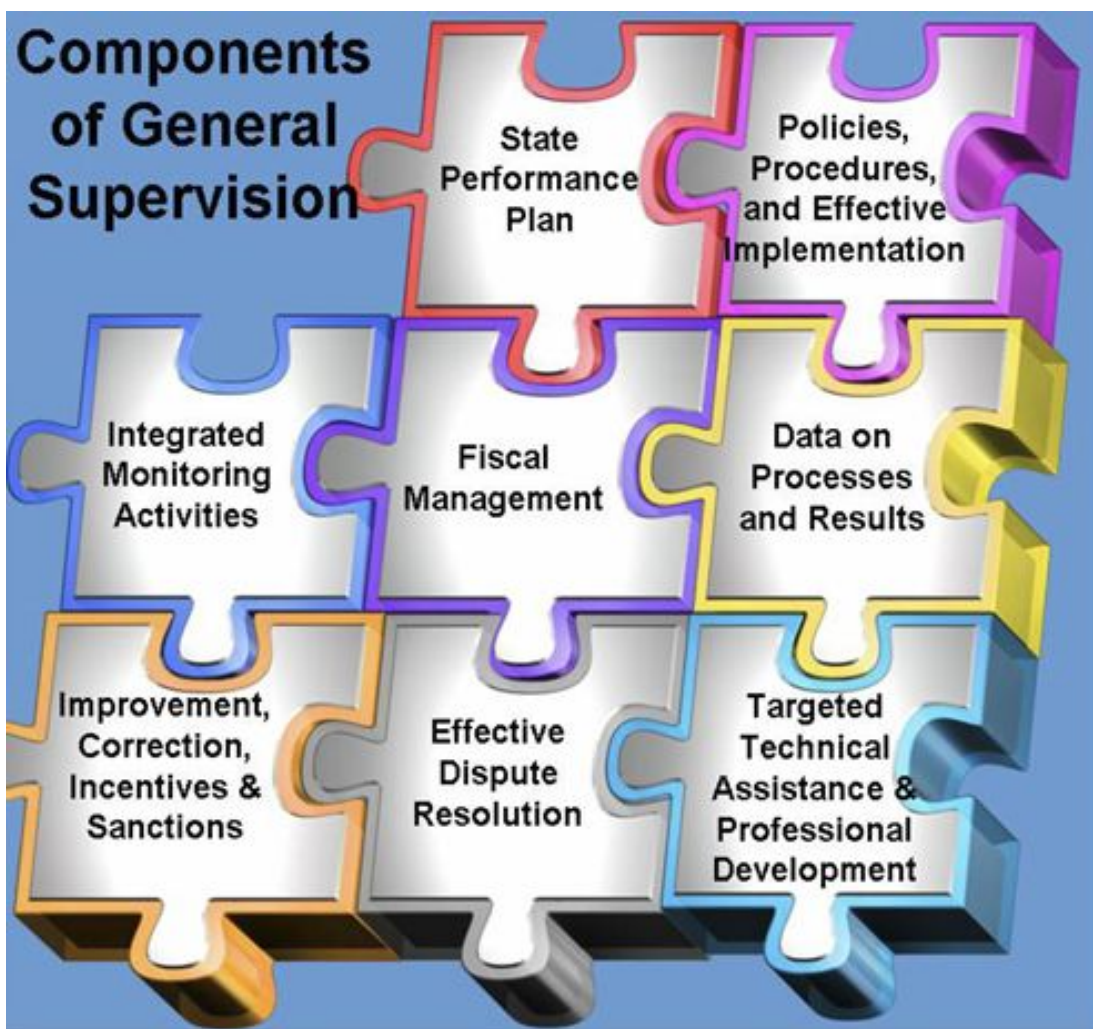 Components
of General
Supervision
State
Performance
Plan
Policies,
Procedures,
and Effective
Implementation
Integrated
Monitoring
Activities
Fiscal
Management
Data on
Processes
and Results
Improvement,
Correction,
Incentives &
Sanctions
Effective
Dispute
Resolution
Targeted
Technical
Assistance &
Professional
Development